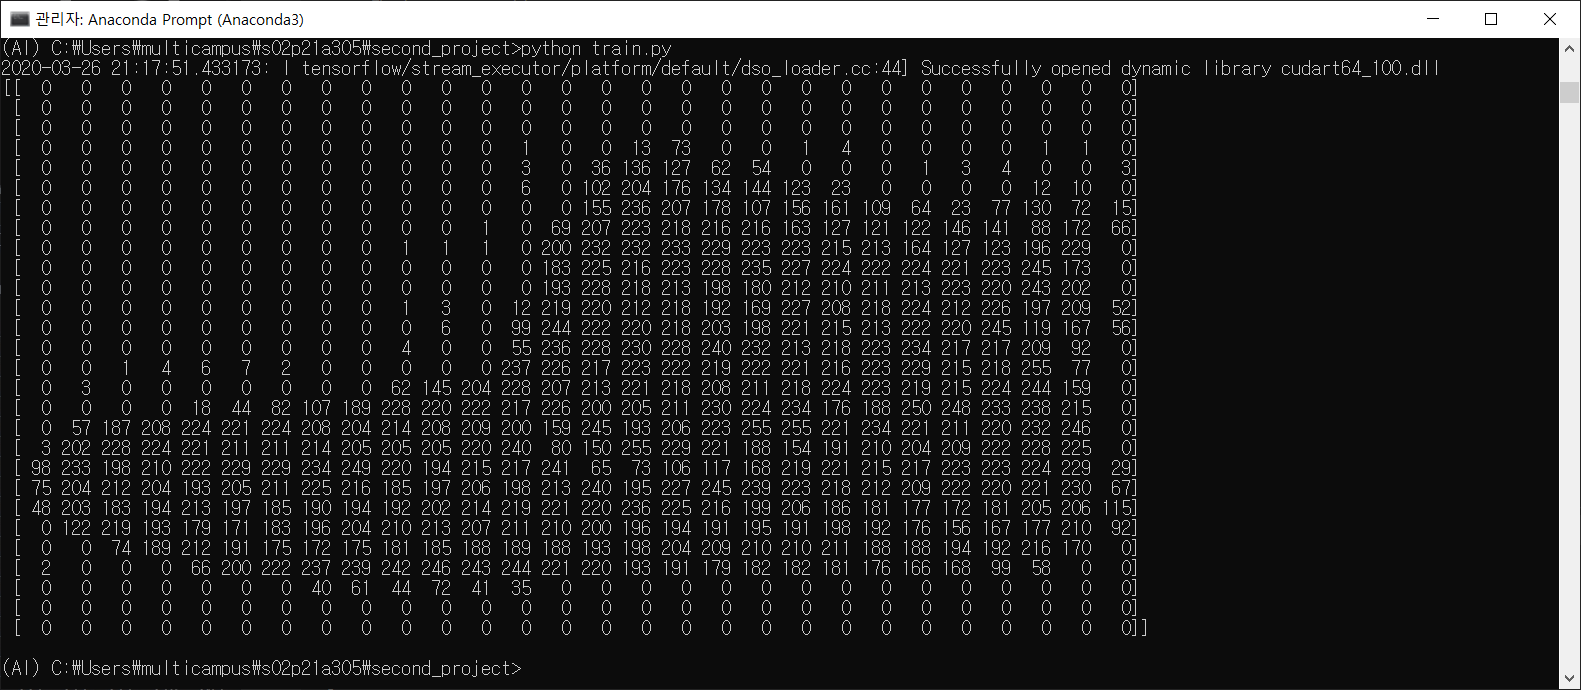 관리자: Anaconda Prompt (Anaconda3)
(AI) C:₩Users₩multicampus₩s02p21a305₩second_project>python train.py
2020-03-26 21:17:51.433173: I tensorflow/stream_executor/platform/default/dso_loader.cc:44] Successfully opened dynamic library cudart64_100.dll
[[  0   0   0   0   0   0   0   0   0   0   0   0   0   0   0   0   0   0   0   0   0   0   0   0   0   0   0   0]
 [  0   0   0   0   0   0   0   0   0   0   0   0   0   0   0   0   0   0   0   0   0   0   0   0   0   0   0   0]
 [  0   0   0   0   0   0   0   0   0   0   0   0   0   0   0   0   0   0   0   0   0   0   0   0   0   0   0   0]
 [  0   0   0   0   0   0   0   0   0   0   0   0   1   0   0  13  73   0   0   1   4   0   0   0   0   1   1   0]
 [  0   0   0   0   0   0   0   0   0   0   0   0   3   0  36 136 127  62  54   0   0   0   1   3   4   0   0   3]
 [  0   0   0   0   0   0   0   0   0   0   0   0   6   0 102 204 176 134 144 123  23   0   0   0   0  12  10   0]
 [  0   0   0   0   0   0   0   0   0   0   0   0   0   0 155 236 207 178 107 156 161 109  64  23  77 130  72  15]
 [  0   0   0   0   0   0   0   0   0   0   0   1   0  69 207 223 218 216 216 163 127 121 122 146 141  88 172  66]
 [  0   0   0   0   0   0   0   0   0   1   1   1   0 200 232 232 233 229 223 223 215 213 164 127 123 196 229   0]
 [  0   0   0   0   0   0   0   0   0   0   0   0   0 183 225 216 223 228 235 227 224 222 224 221 223 245 173   0]
 [  0   0   0   0   0   0   0   0   0   0   0   0   0 193 228 218 213 198 180 212 210 211 213 223 220 243 202   0]
 [  0   0   0   0   0   0   0   0   0   1   3   0  12 219 220 212 218 192 169 227 208 218 224 212 226 197 209  52]
 [  0   0   0   0   0   0   0   0   0   0   6   0  99 244 222 220 218 203 198 221 215 213 222 220 245 119 167  56]
 [  0   0   0   0   0   0   0   0   0   4   0   0  55 236 228 230 228 240 232 213 218 223 234 217 217 209  92   0]
 [  0   0   1   4   6   7   2   0   0   0   0   0 237 226 217 223 222 219 222 221 216 223 229 215 218 255  77   0]
 [  0   3   0   0   0   0   0   0   0  62 145 204 228 207 213 221 218 208 211 218 224 223 219 215 224 244 159   0]
 [  0   0   0   0  18  44  82 107 189 228 220 222 217 226 200 205 211 230 224 234 176 188 250 248 233 238 215   0]
 [  0  57 187 208 224 221 224 208 204 214 208 209 200 159 245 193 206 223 255 255 221 234 221 211 220 232 246   0]
 [  3 202 228 224 221 211 211 214 205 205 205 220 240  80 150 255 229 221 188 154 191 210 204 209 222 228 225   0]
 [ 98 233 198 210 222 229 229 234 249 220 194 215 217 241  65  73 106 117 168 219 221 215 217 223 223 224 229  29]
 [ 75 204 212 204 193 205 211 225 216 185 197 206 198 213 240 195 227 245 239 223 218 212 209 222 220 221 230  67]
 [ 48 203 183 194 213 197 185 190 194 192 202 214 219 221 220 236 225 216 199 206 186 181 177 172 181 205 206 115]
 [  0 122 219 193 179 171 183 196 204 210 213 207 211 210 200 196 194 191 195 191 198 192 176 156 167 177 210  92]
 [  0   0  74 189 212 191 175 172 175 181 185 188 189 188 193 198 204 209 210 210 211 188 188 194 192 216 170   0]
 [  2   0   0   0  66 200 222 237 239 242 246 243 244 221 220 193 191 179 182 182 181 176 166 168  99  58   0   0]
 [  0   0   0   0   0   0   0  40  61  44  72  41  35   0   0   0   0   0   0   0   0   0   0   0   0   0   0   0]
 [  0   0   0   0   0   0   0   0   0   0   0   0   0   0   0   0   0   0   0   0   0   0   0   0   0   0   0   0]
 [  0   0   0   0   0   0   0   0   0   0   0   0   0   0   0   0   0   0   0   0   0   0   0   0   0   0   0   0]]
(AI) C:₩Users₩multicampus₩s02p21a305₩second_project>